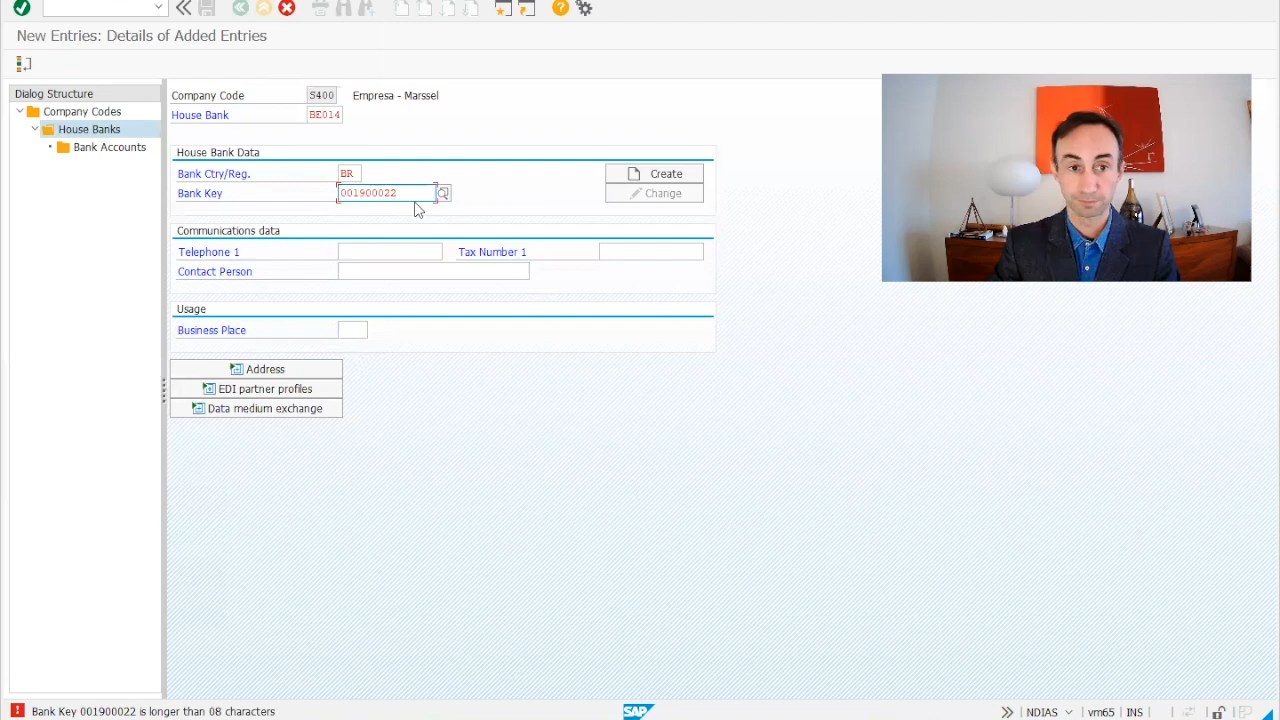 New Entries: Details of Added Entries
Dialog Structure
Company Codes
House Banks
Bank Accounts
Company Code S400 Empresa - Marssel
House Bank BE014
House Bank Data
Bank Ctry/Reg. BR Create
Bank Key 001900022 Change
Communications data
Telephone 1 Tax Number 1
Contact Person
Usage
Business Place
Address
EDI partner profiles
Data medium exchange
Bank Key 001900022 is longer than 08 characters SAP NDIAS vm65 INS